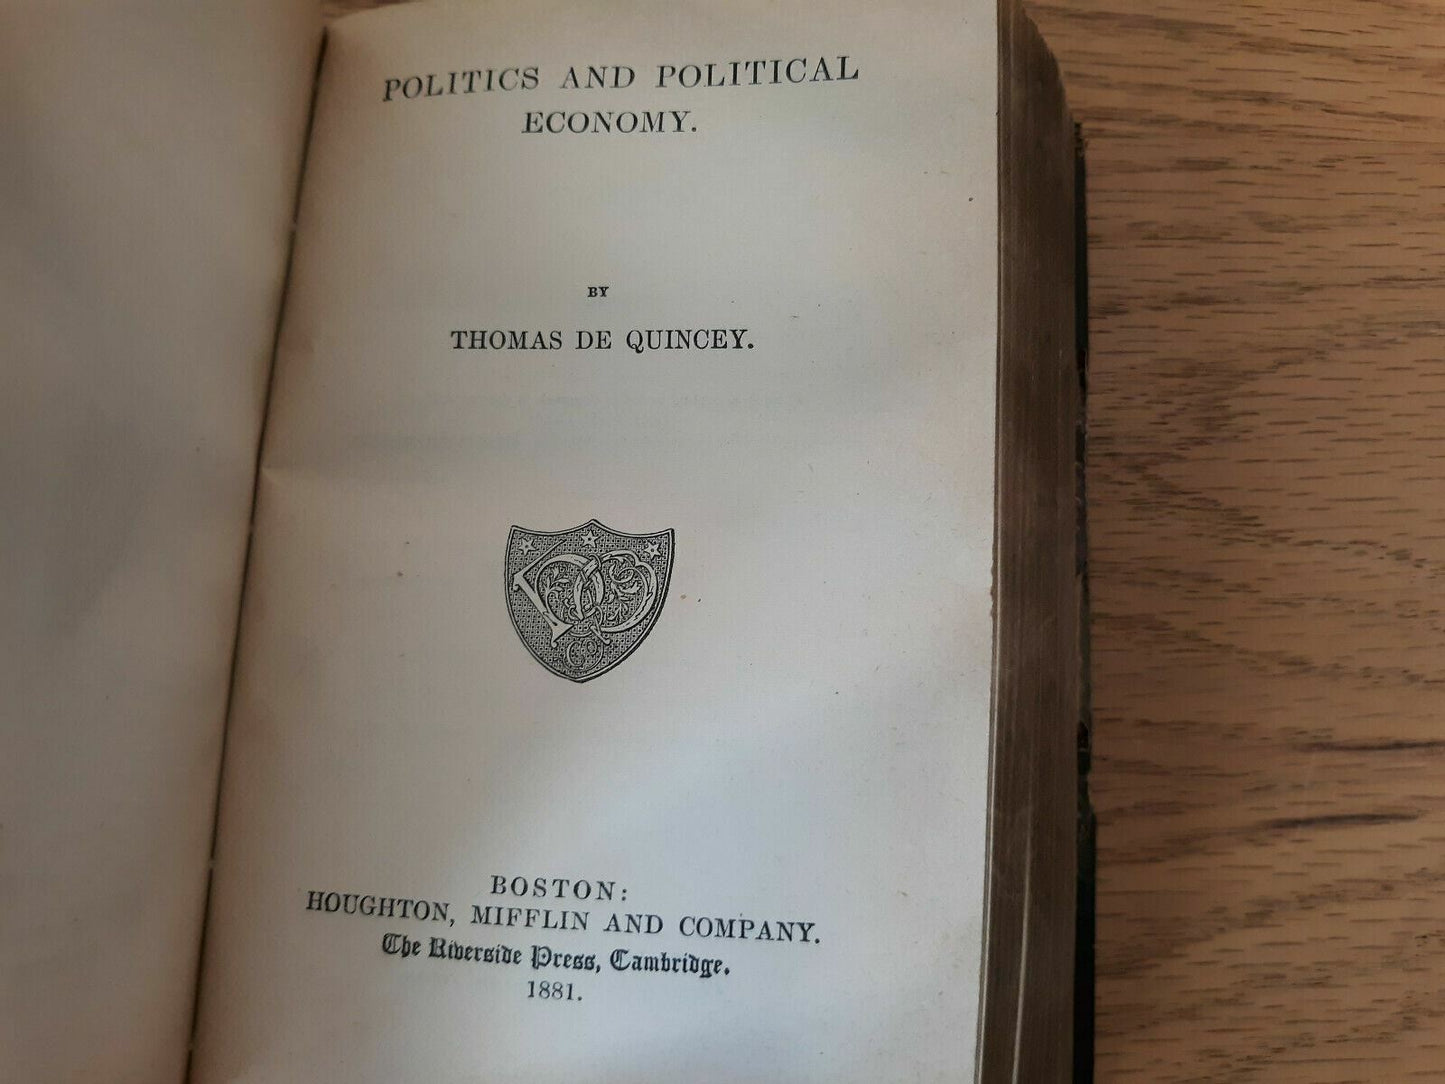 POLITICS AND POLITICAL
ECONOMY.
BY
THOMAS DE QUINCEY.
BOSTON:
HOUGHTON, MIFFLIN AND COMPANY.
The Riverside Press, Cambridge.
1881.